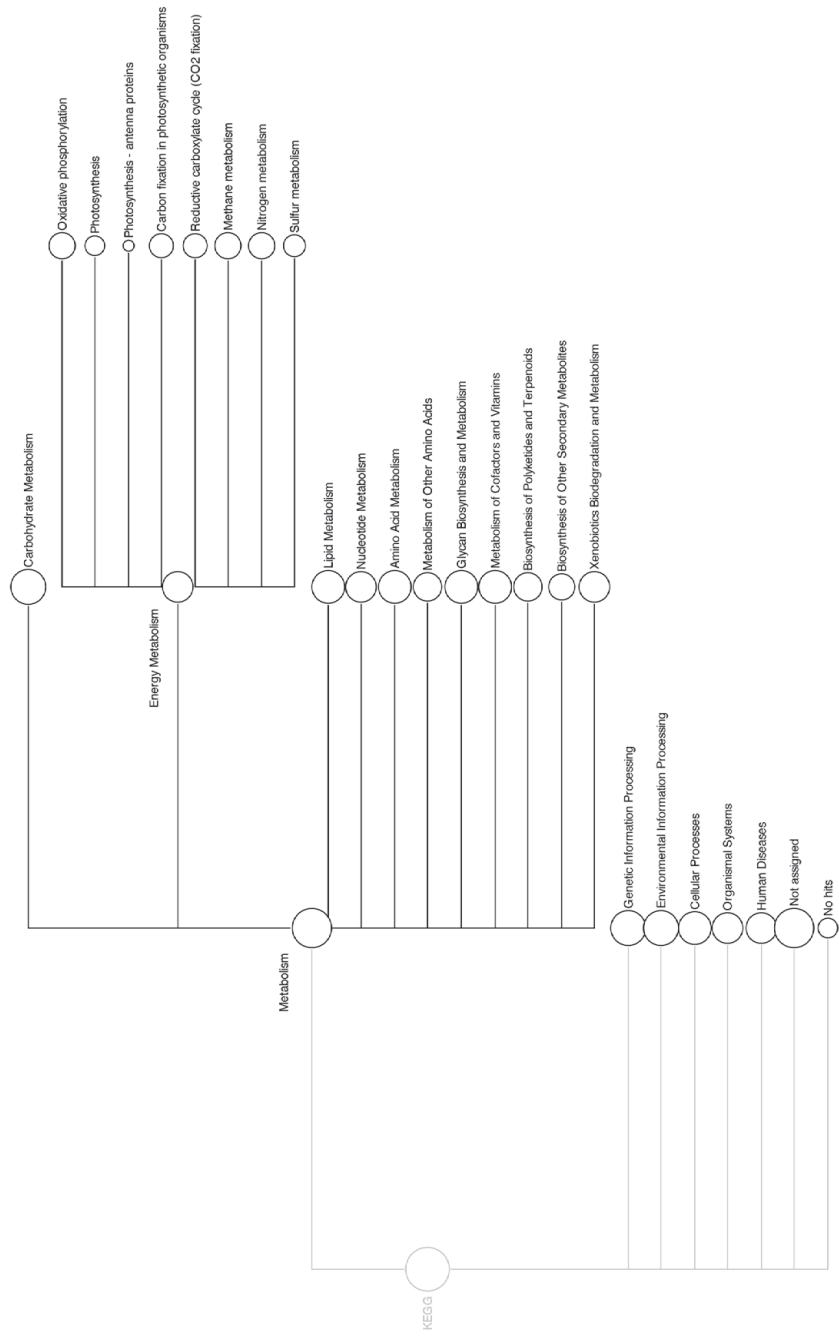 Oxidative phosphorylation
Photosynthesis
Photosynthesis - antenna proteins
Carbon fixation in photosynthetic organisms
Reductive carboxylate cycle (CO2 fixation)
Methane metabolism
Nitrogen metabolism
Sulfur metabolism
Carbohydrate Metabolism
Energy Metabolism
Lipid Metabolism
Nucleotide Metabolism
Amino Acid Metabolism
Metabolism of Other Amino Acids
Glycan Biosynthesis and Metabolism
Metabolism of Cofactors and Vitamins
Biosynthesis of Polyketides and Terpenoids
Biosynthesis of Other Secondary Metabolites
Xenobiotics Biodegradation and Metabolism
Metabolism
Genetic Information Processing
Environmental Information Processing
Cellular Processes
Organismal Systems
Human Diseases
Not assigned
No hits
KEGG